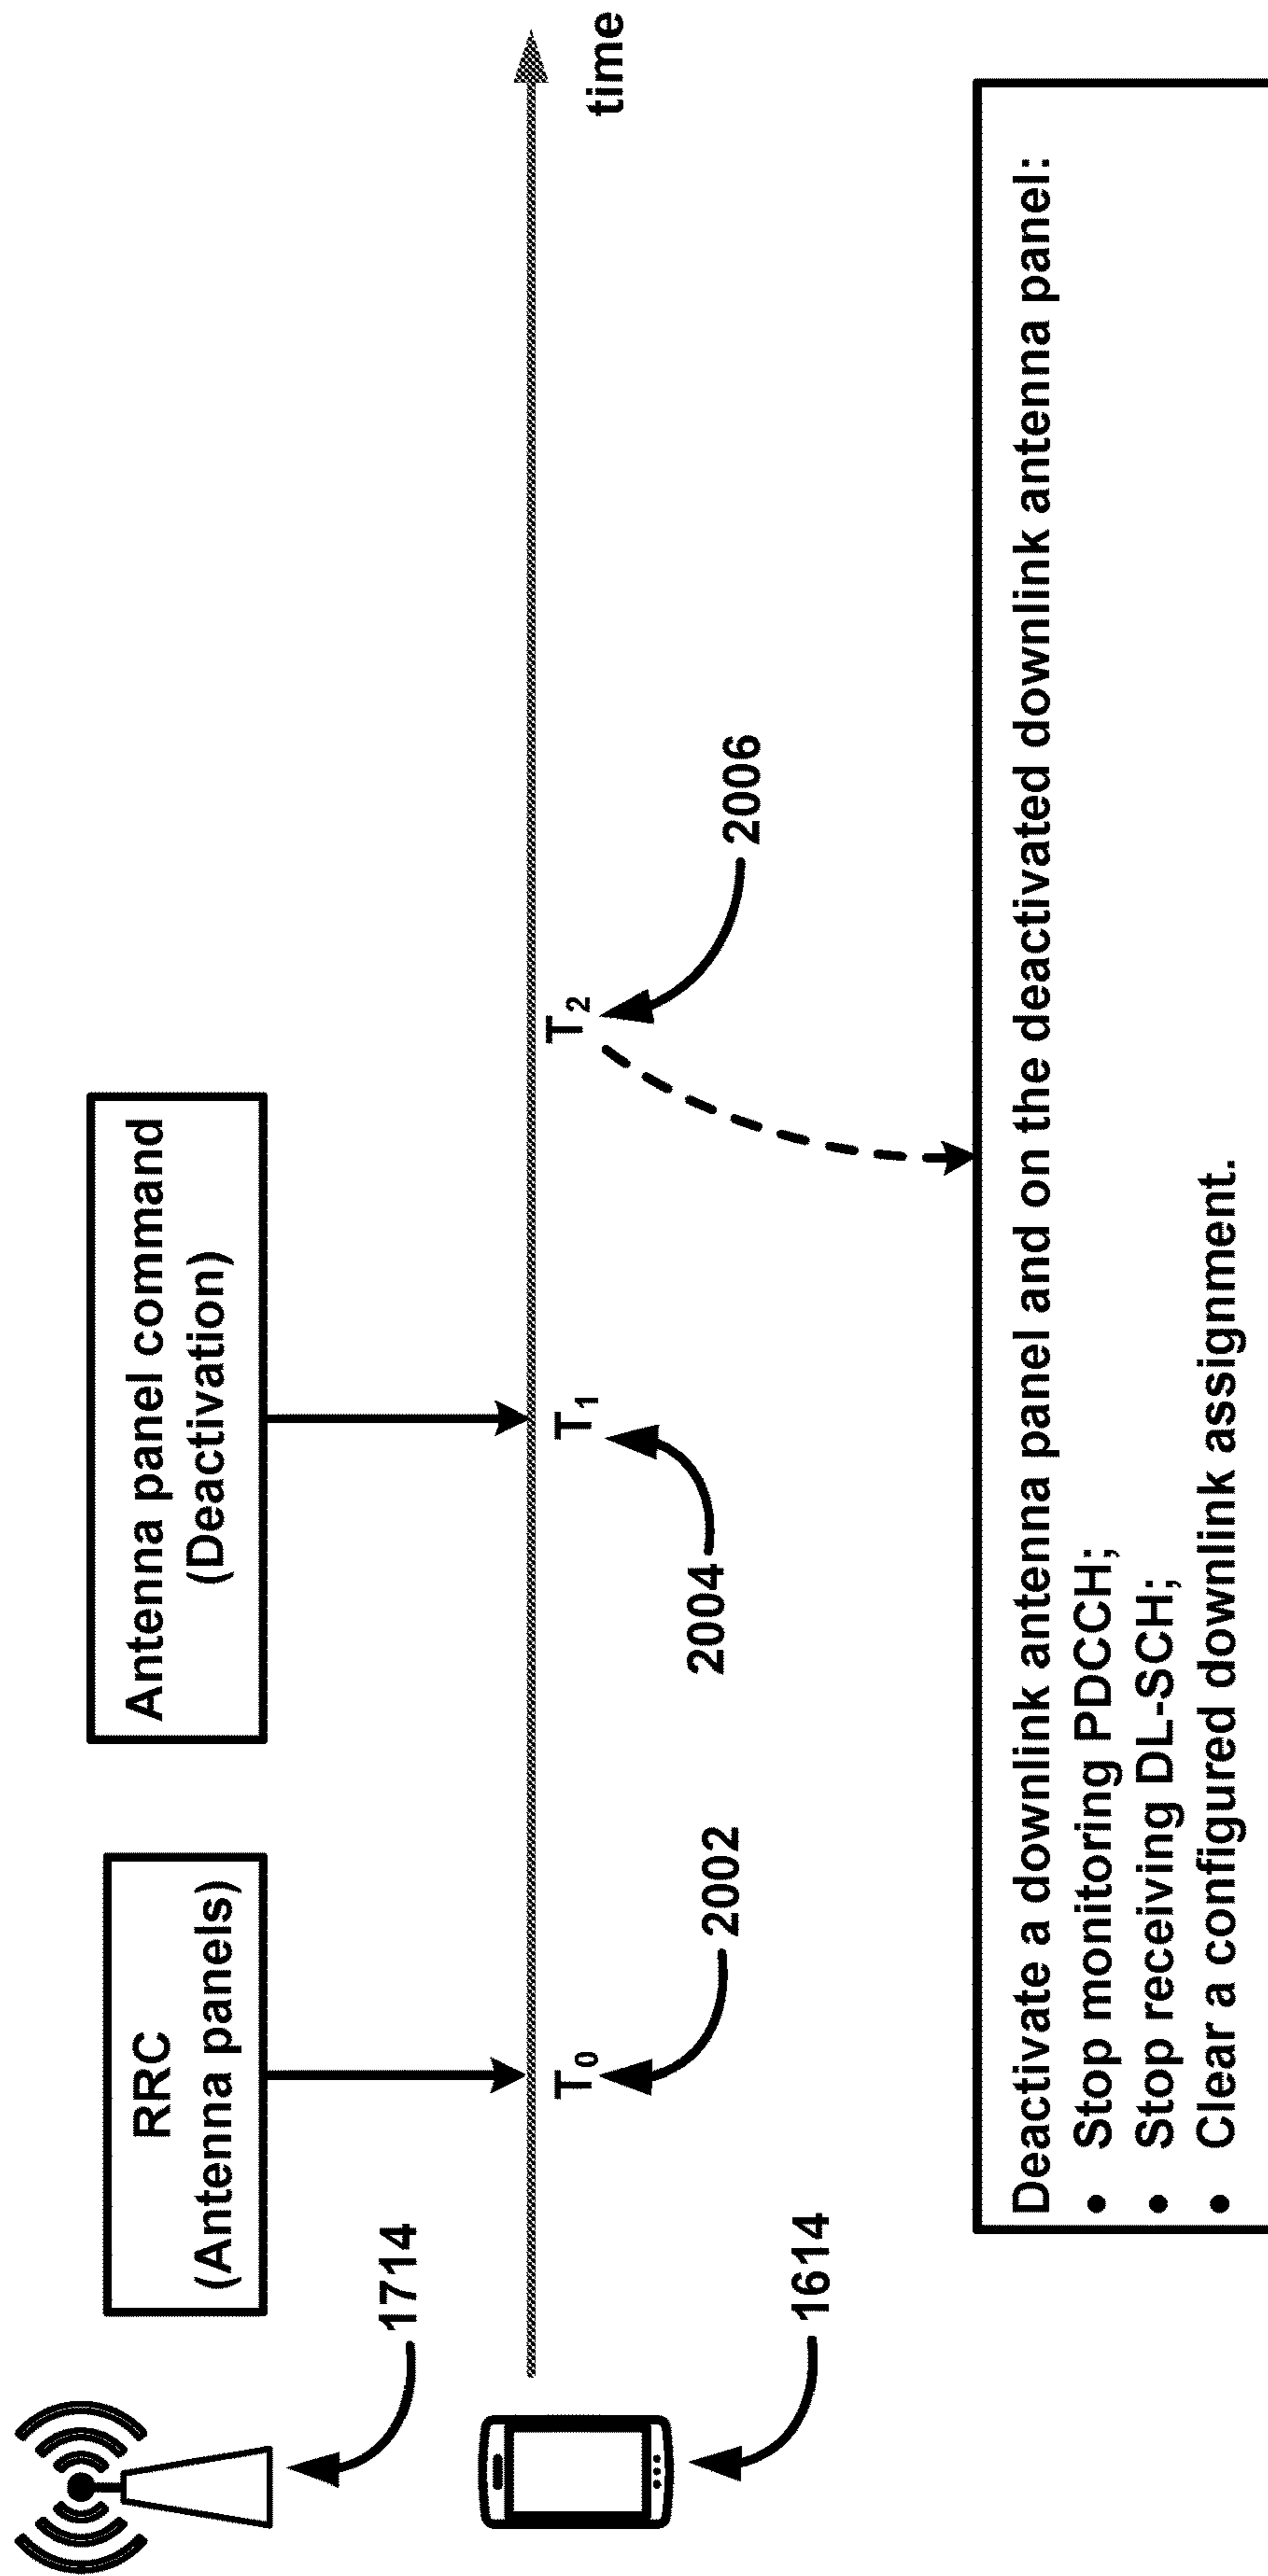 RRC
(Antenna panels)
Antenna panel command
(Deactivation)
1714
time
T0
T1
T2
2002
2004
2006
1614
Deactivate a downlink antenna panel and on the deactivated downlink antenna panel:
• Stop monitoring PDCCH;
• Stop receiving DL-SCH;
• Clear a configured downlink assignment.